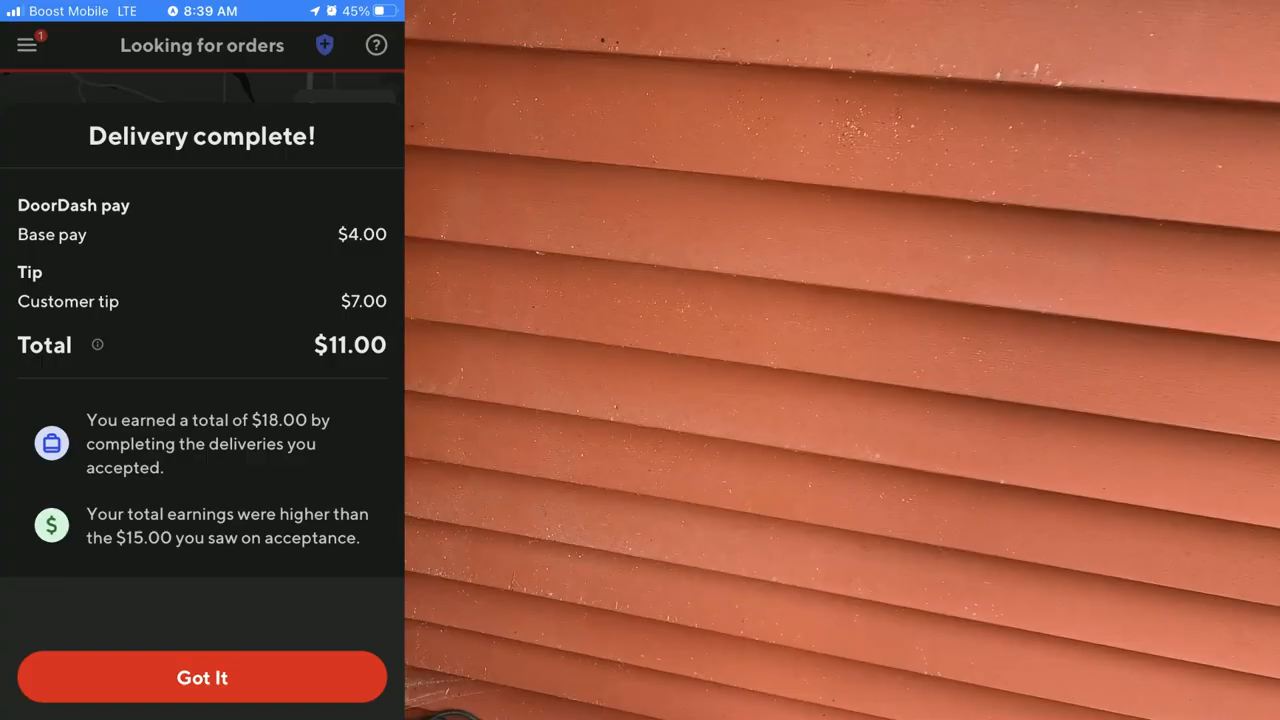 Boost Mobile LTE 8:39 AM 45%
1
Looking for orders
?
Delivery complete!
DoorDash pay
Base pay $4.00
Tip
Customer tip $7.00
Total $11.00
You earned a total of $18.00 by
completing the deliveries you
accepted.
$
Your total earnings were higher than
the $15.00 you saw on acceptance.
Got It